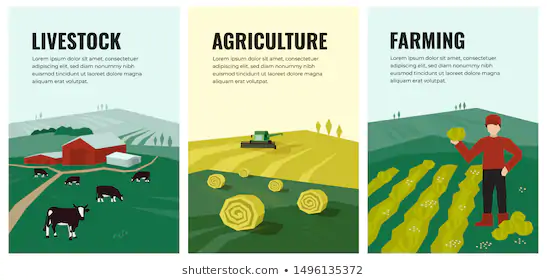 LIVESTOCK
Lorem ipsum dolor sit amet, consectetuer
adipiscing elit, sed diam nonummy nibh
euismod tincidunt ut laoreet dolore magna
aliquam erat volutpat.
AGRICULTURE
Lorem ipsum dolor sit amet, consectetuer
adipiscing elit, sed diam nonummy nibh
euismod tincidunt ut laoreet dolore magna
aliquam erat volutpat.
FARMING
Lorem ipsum dolor sit amet, consectetuer
adipiscing elit, sed diam nonummy nibh
euismod tincidunt ut laoreet dolore magna
aliquam erat volutpat.
shutterstock.com • 1496135372